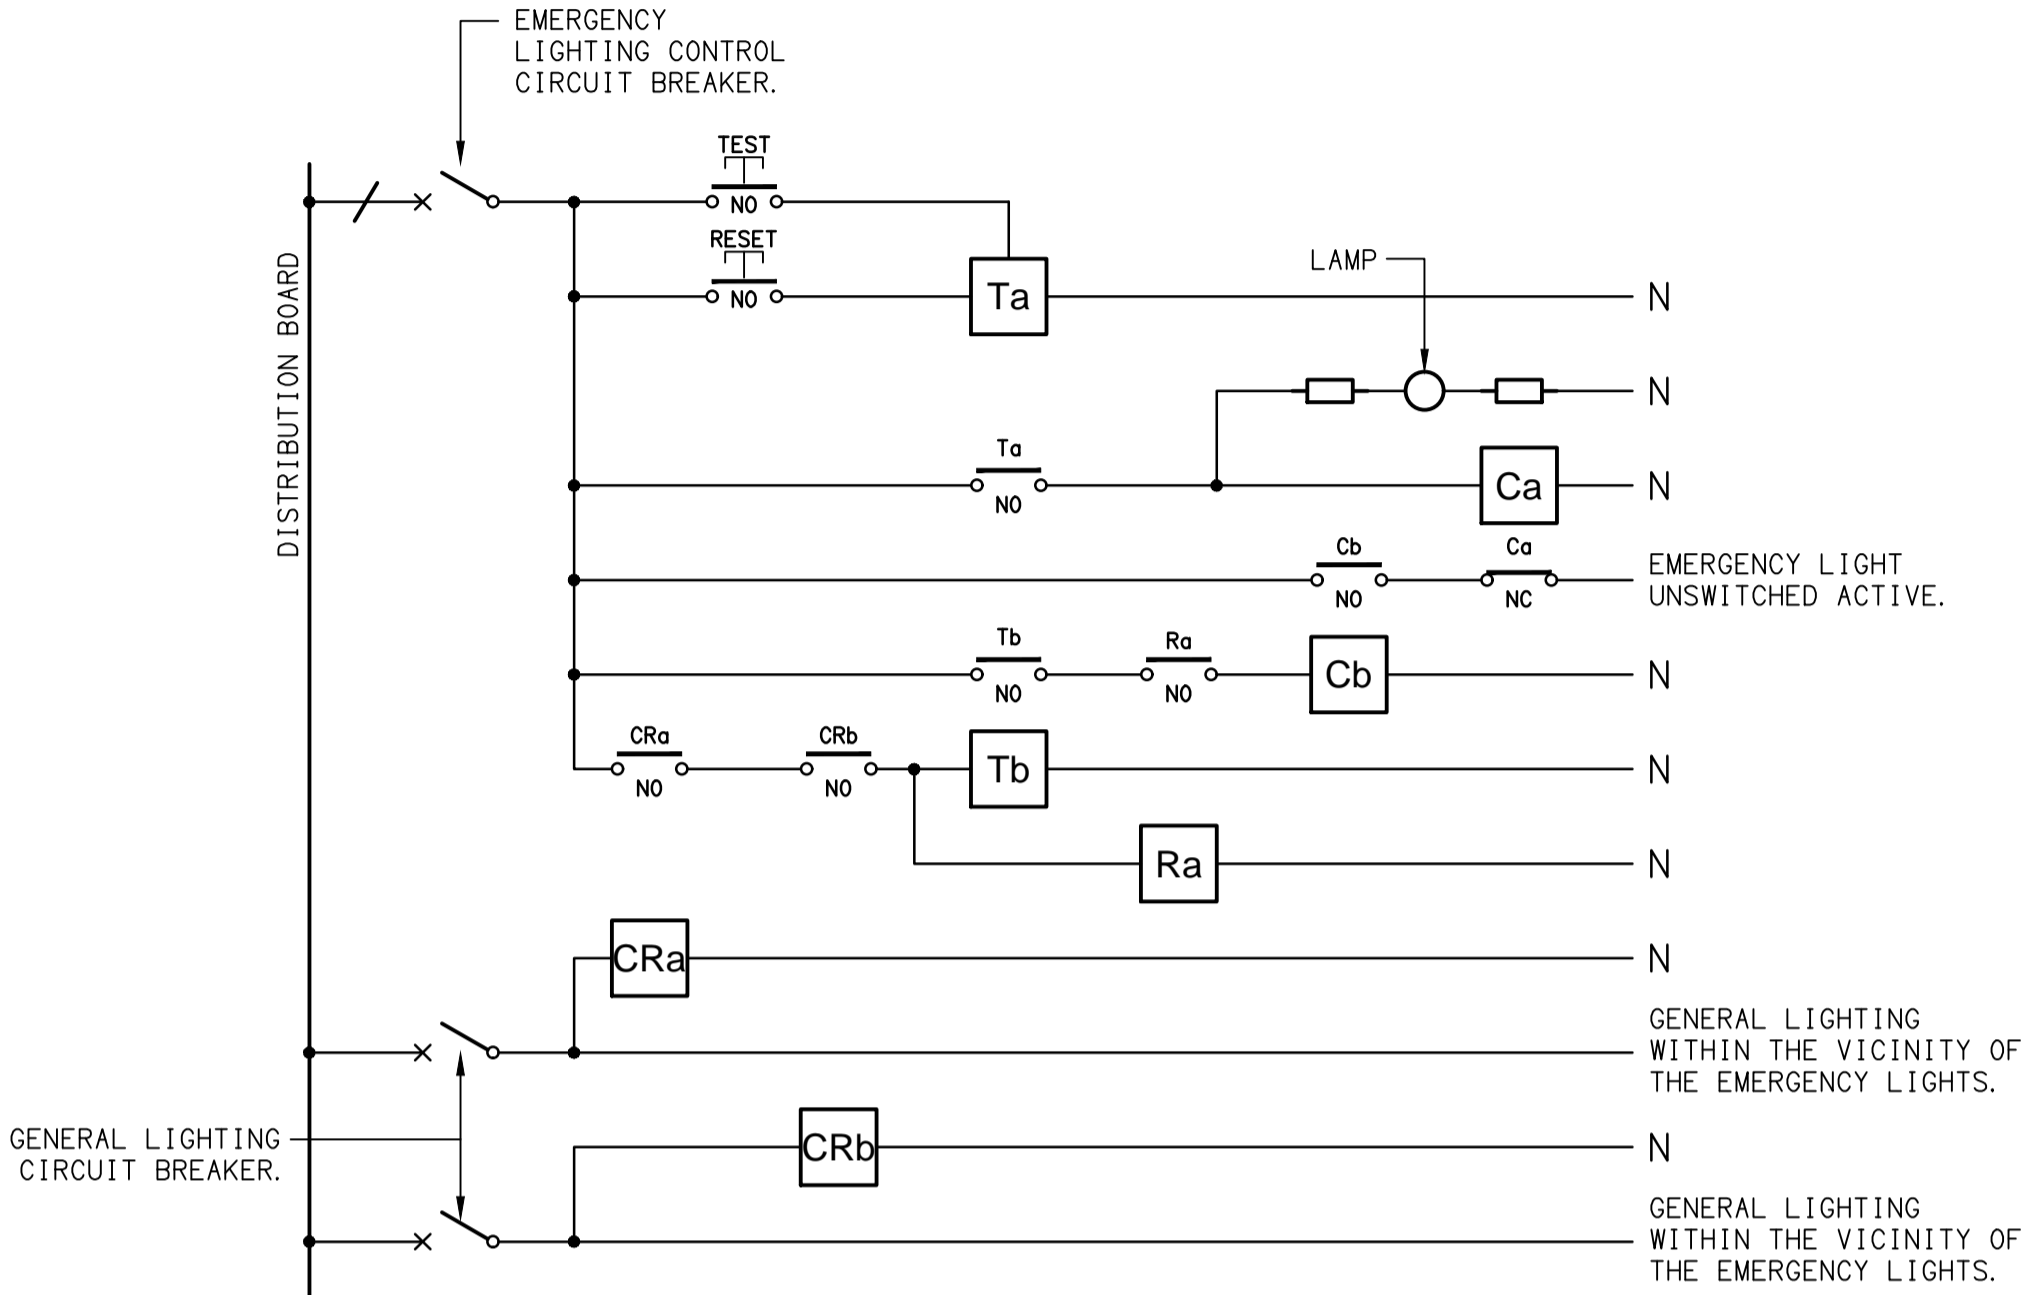 EMERGENCY
LIGHTING CONTROL
CIRCUIT BREAKER.
TEST
NO
RESET
NO
Ta
N
LAMP
N
Ta
NO
Ca
N
Cb
NO
Ca
NC
EMERGENCY LIGHT
UNSWITCHED ACTIVE.
Tb
NO
Ra
NO
Cb
N
CRa
NO
CRb
NO
Tb
N
Ra
N
CRa
N
GENERAL LIGHTING
WITHIN THE VICINITY OF
THE EMERGENCY LIGHTS.
GENERAL LIGHTING
CIRCUIT BREAKER.
CRb
N
GENERAL LIGHTING
WITHIN THE VICINITY OF
THE EMERGENCY LIGHTS.
DISTRIBUTION BOARD